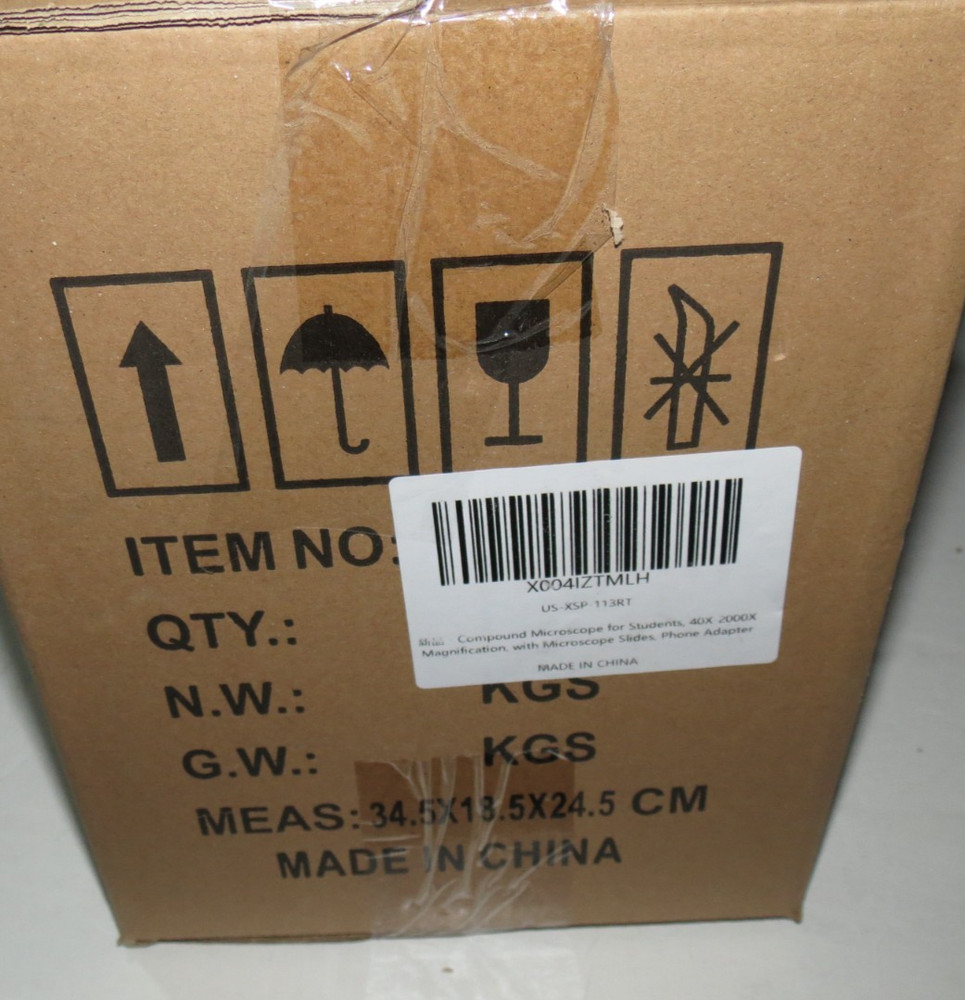 ITEM NO:
QTY.:
N.W.: KGS
G.W.: KGS
MEAS: 34.5X18.5X24.5 CM
MADE IN CHINA
X004IZTMLH
US-XSP-113RT
Compound Microscope for Students, 40X-2000X
Magnification, with Microscope Slides, Phone Adapter
MADE IN CHINA